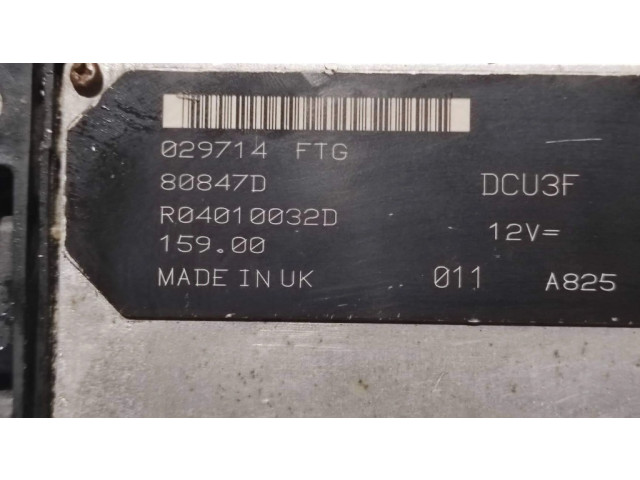 029714 FTG
80847D DCU3F
R04010032D
159.00 12V=
MADE IN UK 011 A825